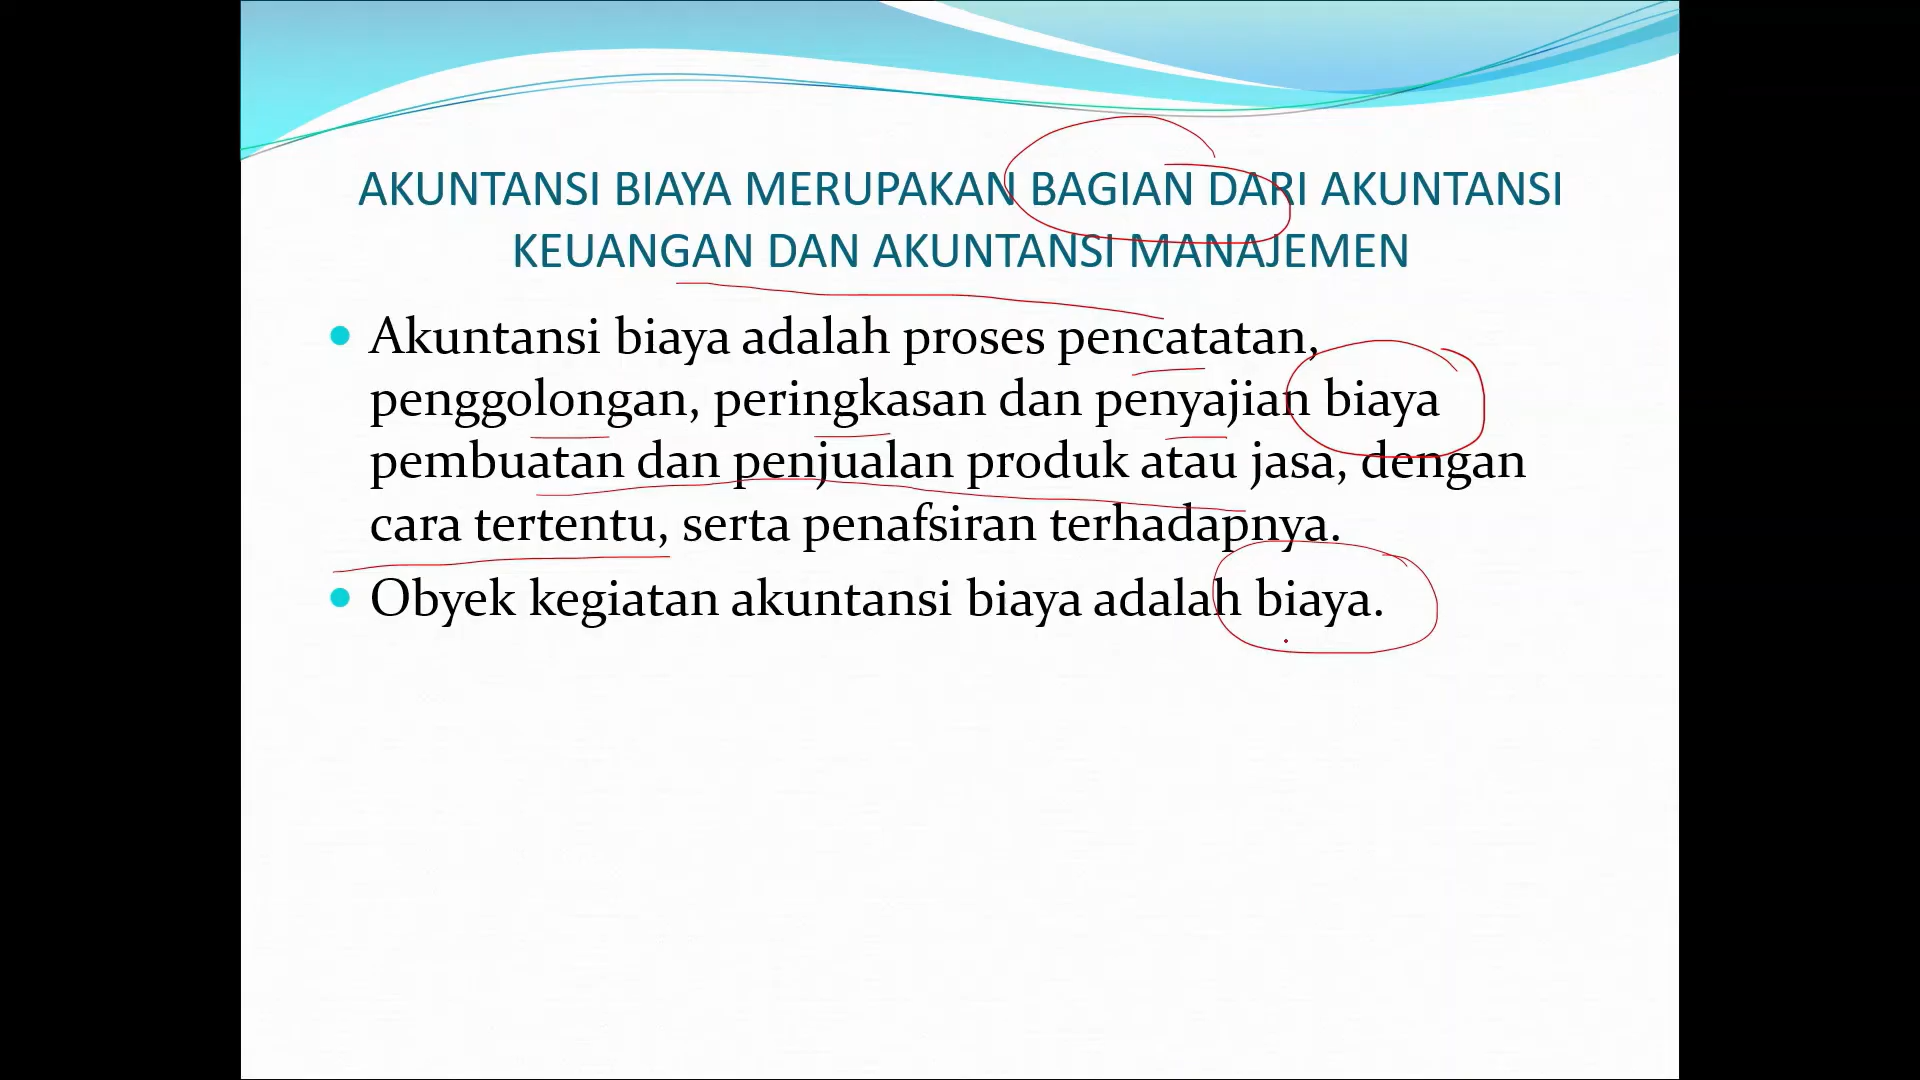 AKUNTANSI BIAYA MERUPAKAN BAGIAN DARI AKUNTANSI
KEUANGAN DAN AKUNTANSI MANAJEMEN
Akuntansi biaya adalah proses pencatatan,
penggolongan, peringkasan dan penyajian biaya
pembuatan dan penjualan produk atau jasa, dengan
cara tertentu, serta penafsiran terhadapnya.
Obyek kegiatan akuntansi biaya adalah biaya.